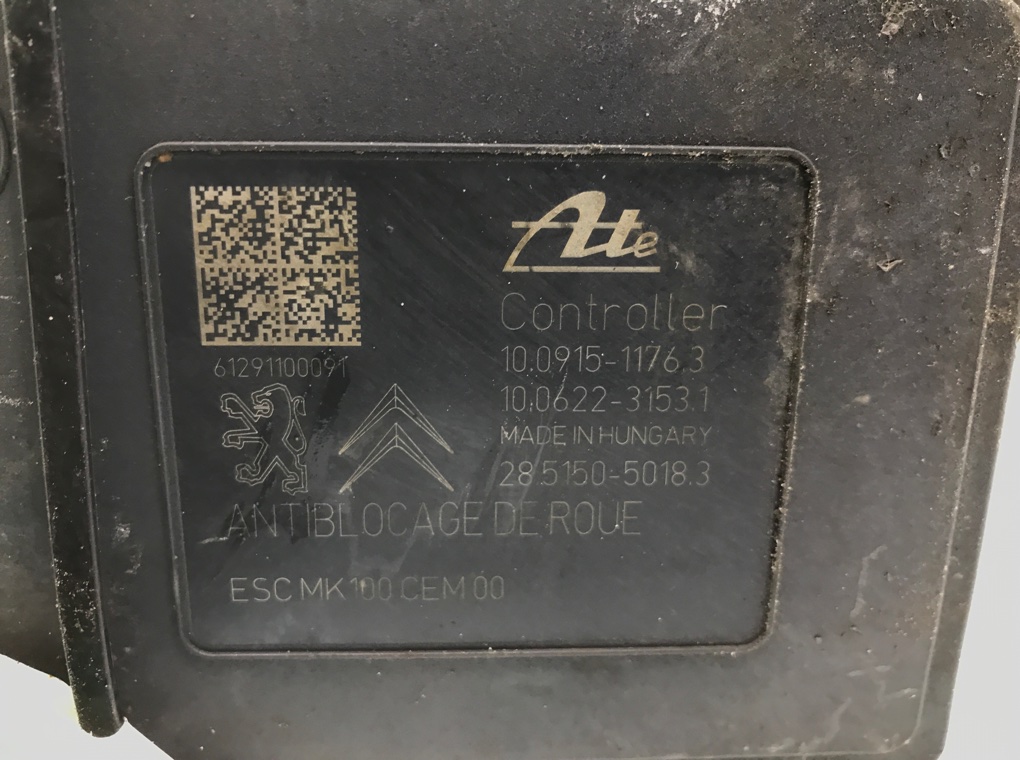 Ate
Controller
10.0915-1176.3
61291100091
10.0622-3153.1
MADE IN HUNGARY
28.5150-5018.3
ANTIBLOCAGE DE ROUE
ESC MK100 CEM 00